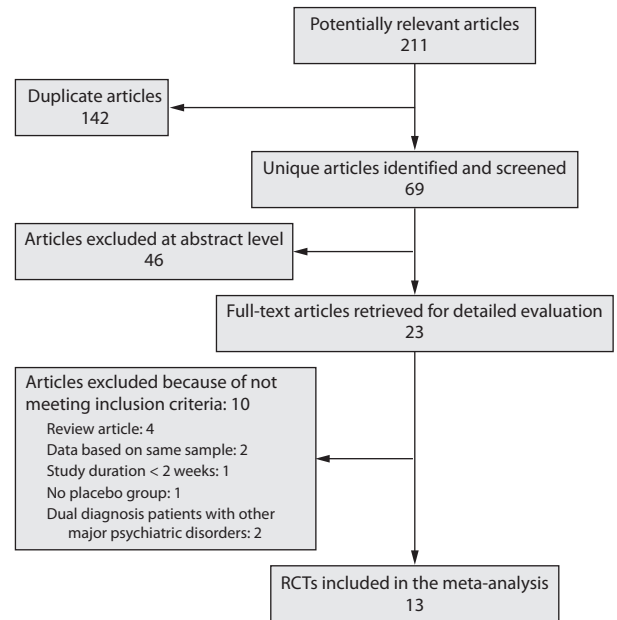 Potentially relevant articles
211
Duplicate articles
142
Unique articles identified and screened
69
Articles excluded at abstract level
46
Full-text articles retrieved for detailed evaluation
23
Articles excluded because of not
meeting inclusion criteria: 10
Review article: 4
Data based on same sample: 2
Study duration < 2 weeks: 1
No placebo group: 1
Dual diagnosis patients with other
major psychiatric disorders: 2
RCTs included in the meta-analysis
13